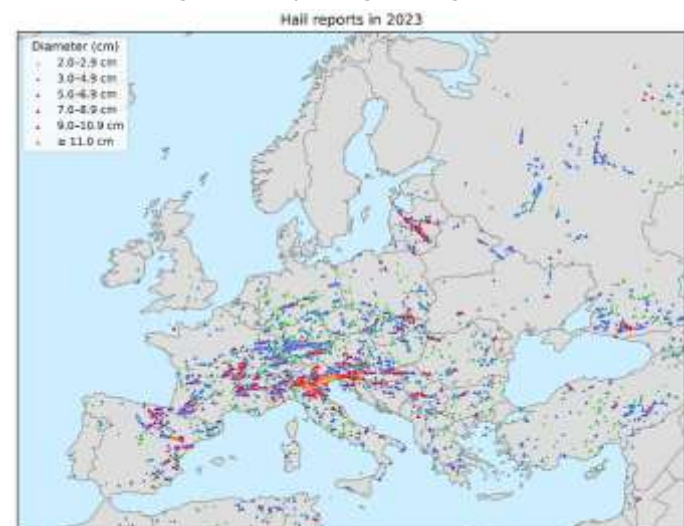 Hail reports in 2023
Diameter (cm)
2.0–2.9 cm
3.0–4.9 cm
5.0–6.9 cm
7.0–8.9 cm
9.0–10.9 cm
≥ 11.0 cm